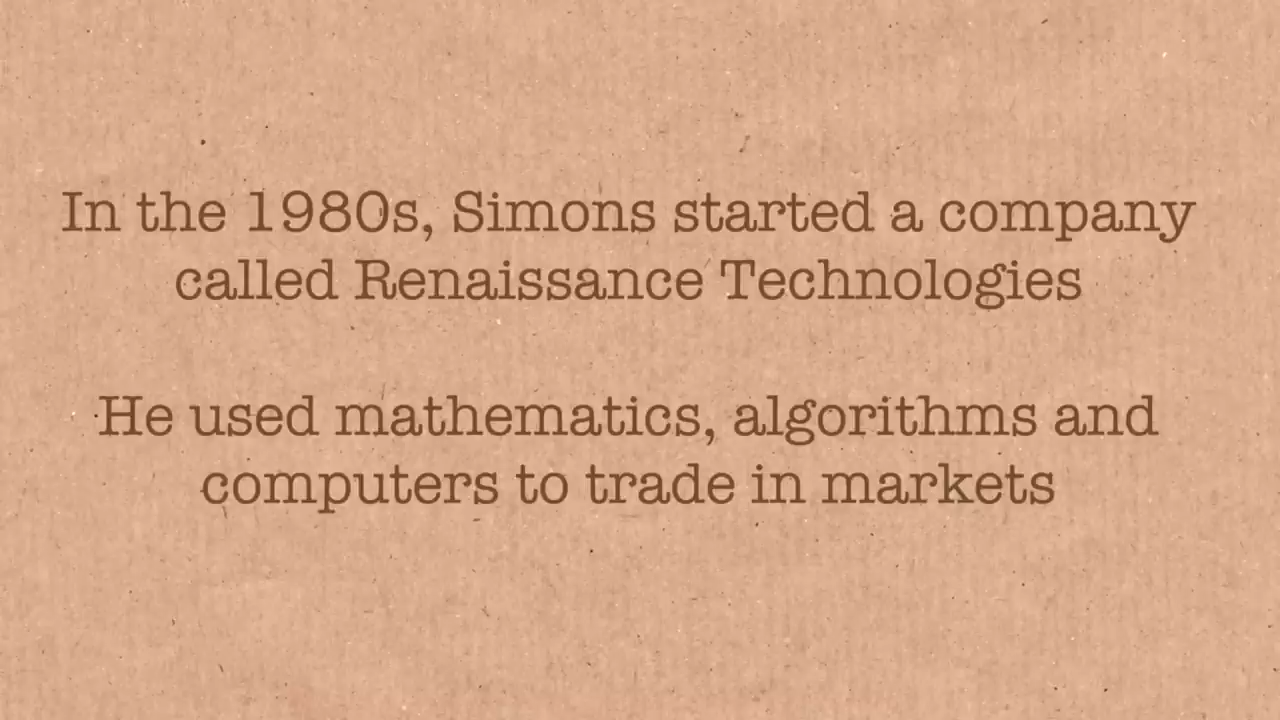 In the 1980s, Simons started a company
called Renaissance Technologies
He used mathematics, algorithms and
computers to trade in markets